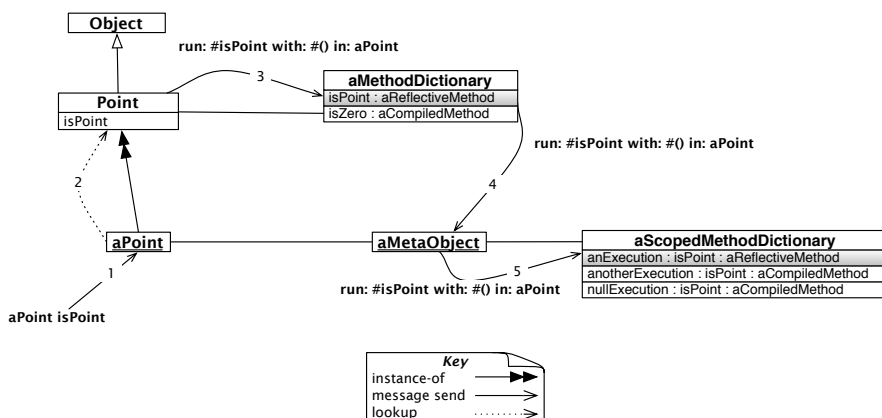 Object
run: #isPoint with: #() in: aPoint
3
Point
isPoint
aMethodDictionary
isPoint : aReflectiveMethod
isZero : aCompiledMethod
run: #isPoint with: #() in: aPoint
2
4
aPoint
aMetaObject
aScopedMethodDictionary
anExecution : isPoint : aReflectiveMethod
anotherExecution : isPoint : aCompiledMethod
nullExecution : isPoint : aCompiledMethod
1
5
run: #isPoint with: #() in: aPoint
aPoint isPoint
Key
instance-of
message send
lookup